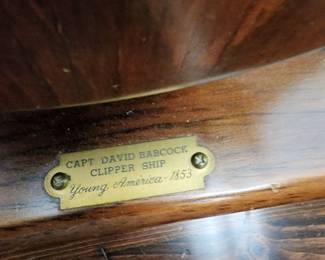 CAPT DAVID BABCOCK
CLIPPER SHIP
Young America - 1853